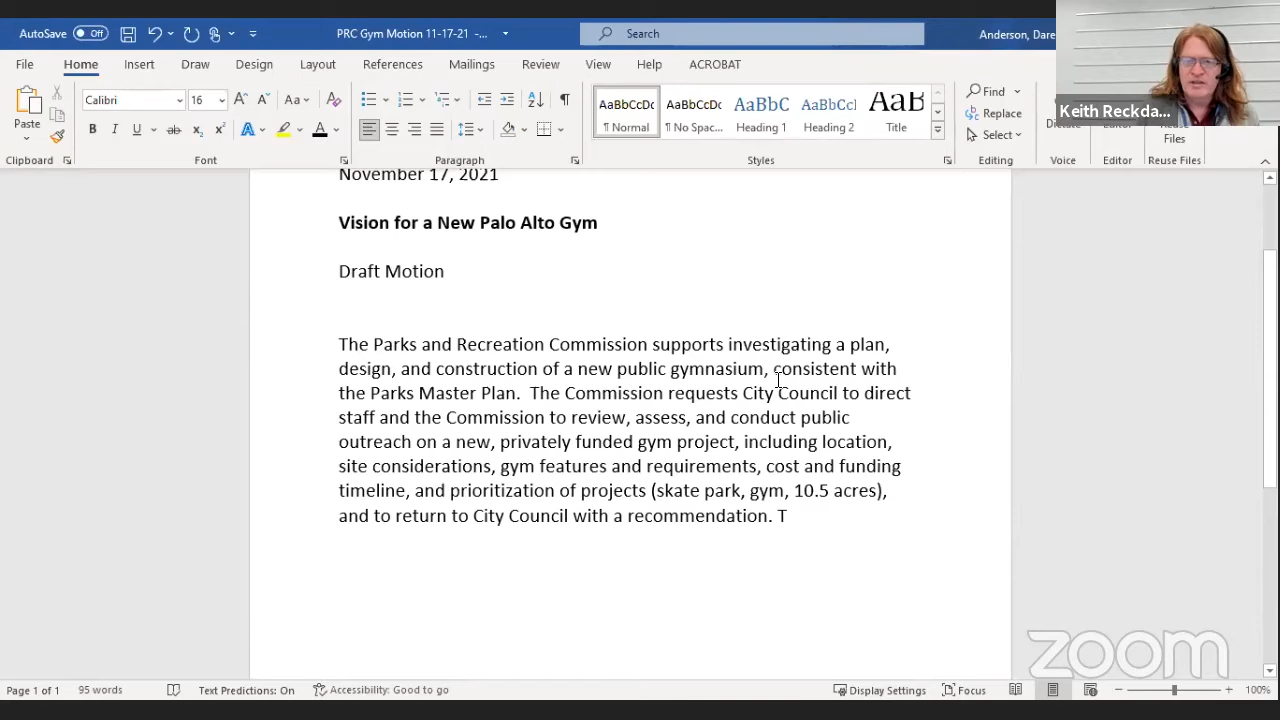 AutoSave Off PRC Gym Motion 11-17-21 -... Search Anderson, Dare
File Home Insert Draw Design Layout References Mailings Review View Help ACROBAT
Paste
Calibri 16 Aa
B I U ab x₂ x² A A
AaBbCcDc AaBbCcDc AaBbC AaBbCcI AaB
¶ Normal ¶ No Spac... Heading 1 Heading 2 Title
Find
Replace
Select
Keith Reckda...
Reuse
Files
Clipboard Font Paragraph Styles Editing Voice Editor Reuse Files
November 17, 2021
Vision for a New Palo Alto Gym
Draft Motion
The Parks and Recreation Commission supports investigating a plan,
design, and construction of a new public gymnasium, consistent with
the Parks Master Plan. The Commission requests City Council to direct
staff and the Commission to review, assess, and conduct public
outreach on a new, privately funded gym project, including location,
site considerations, gym features and requirements, cost and funding
timeline, and prioritization of projects (skate park, gym, 10.5 acres),
and to return to City Council with a recommendation. T
zoom
Page 1 of 1 95 words Text Predictions: On Accessibility: Good to go Display Settings Focus 100%